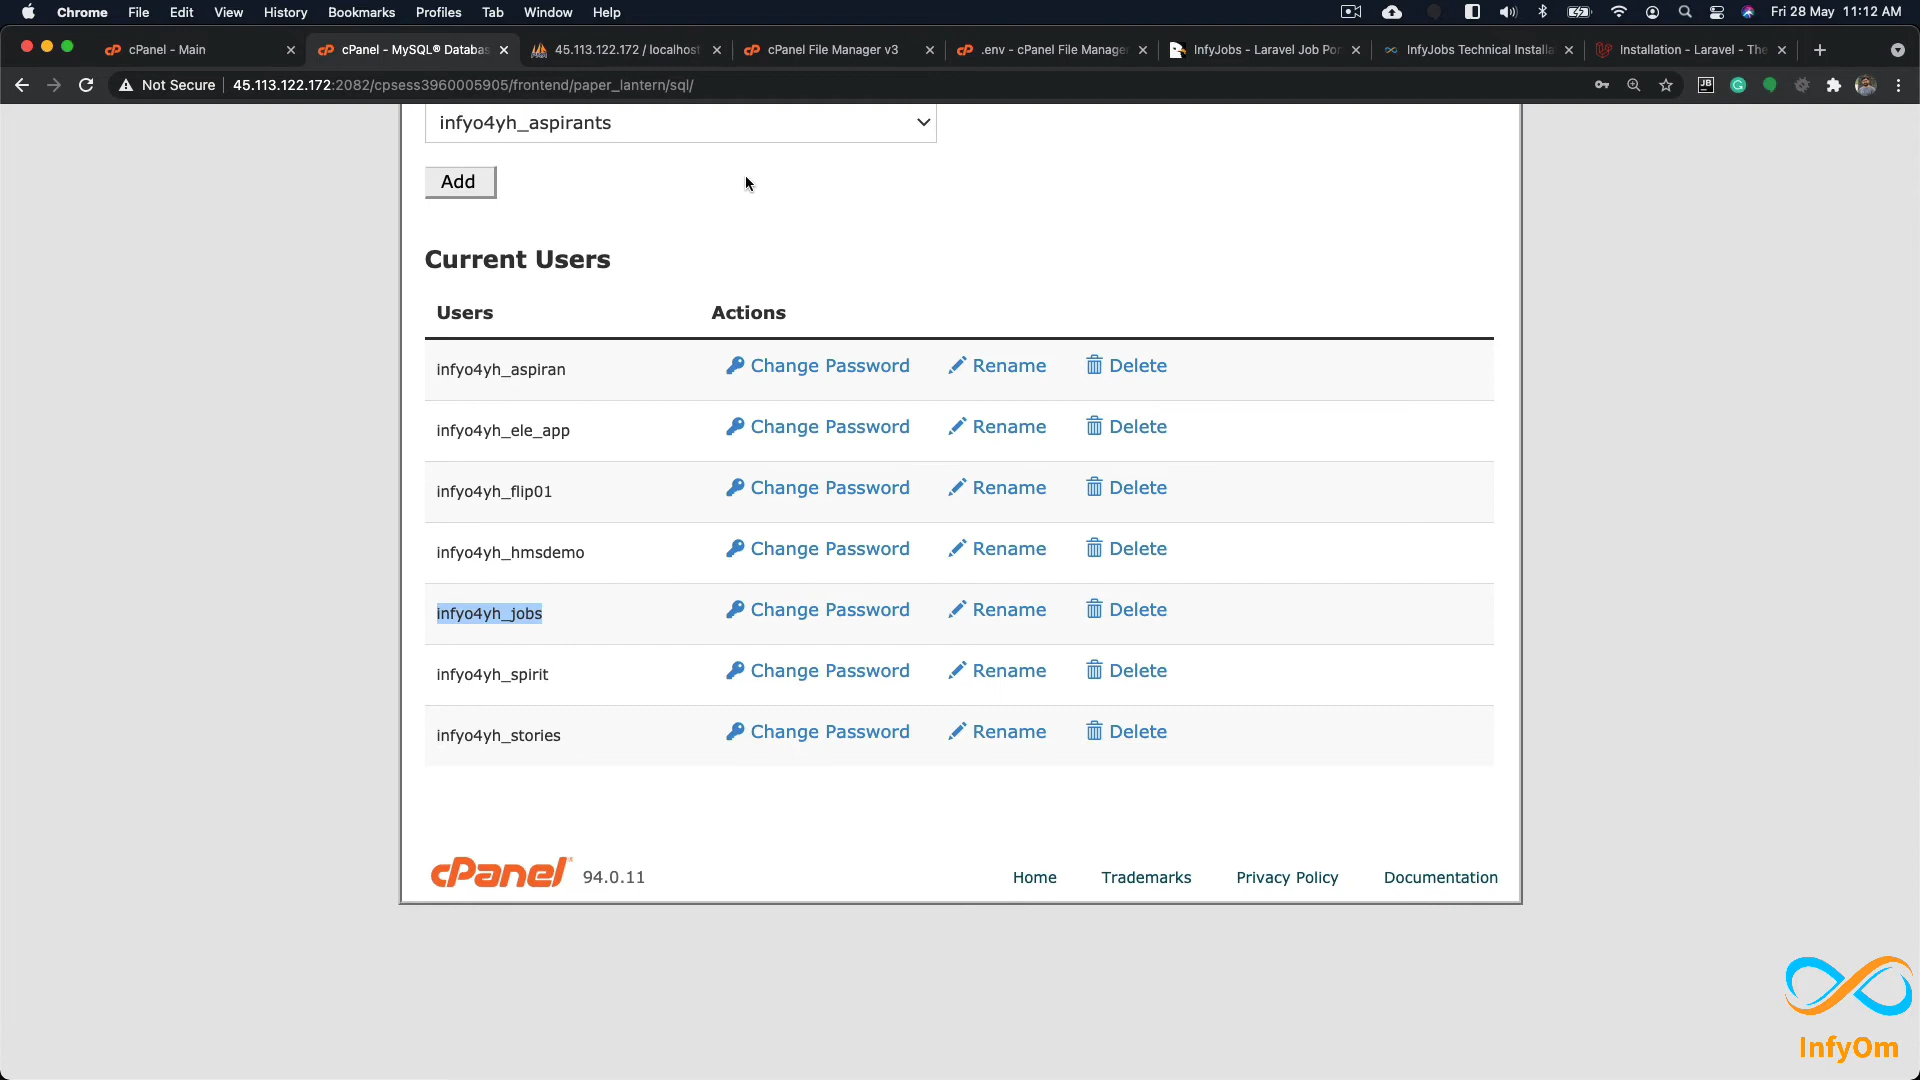 Chrome File Edit View History Bookmarks Profiles Tab Window Help Fri 28 May 11:12 AM
cPanel - Main cPanel - MySQL® Databas 45.113.122.172 / localhost cPanel File Manager v3 .env - cPanel File Manage InfyJobs - Laravel Job Por InfyJobs Technical Installa Installation - Laravel - The
Not Secure 45.113.122.172:2082/cpsess3960005905/frontend/paper_lantern/sql/
infyo4yh_aspirants
Add
Current Users
Users Actions
infyo4yh_aspiran Change Password Rename Delete
infyo4yh_ele_app Change Password Rename Delete
infyo4yh_flip01 Change Password Rename Delete
infyo4yh_hmsdemo Change Password Rename Delete
infyo4yh_jobs Change Password Rename Delete
infyo4yh_spirit Change Password Rename Delete
infyo4yh_stories Change Password Rename Delete
cPanel 94.0.11 Home Trademarks Privacy Policy Documentation
InfyOm